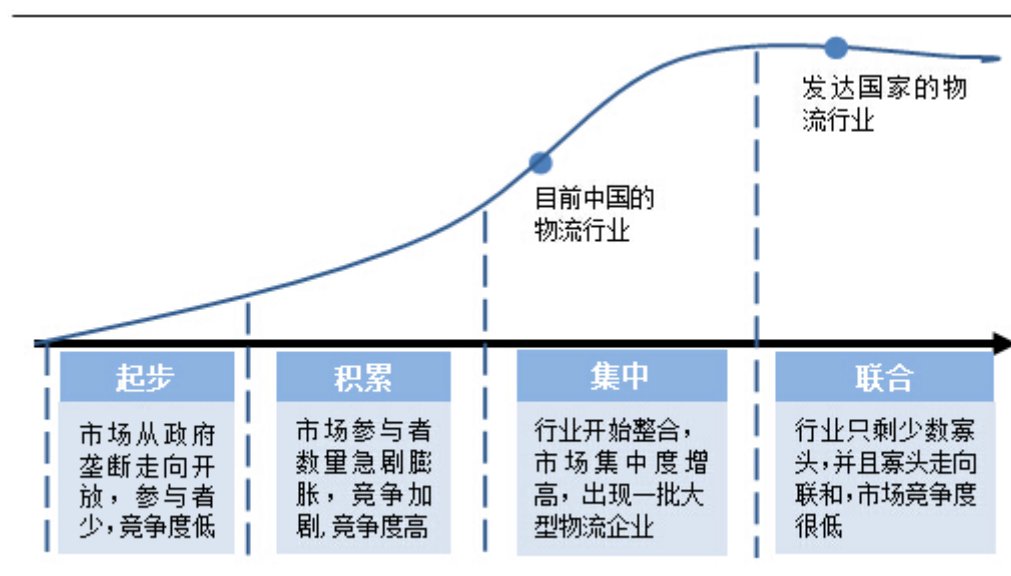 发达国家的物
流行业
目前中国的
物流行业
起步
市场从政府
垄断走向开
放，参与者
少,竞争度低
积累
市场参与者
数量急剧膨
胀，竞争加
剧,竞争度高
集中
行业开始整合，
市场集中度增
高，出现一批大
型物流企业
联合
行业只剩少数寡
头,并且寡头走向
联和,市场竞争度
很低